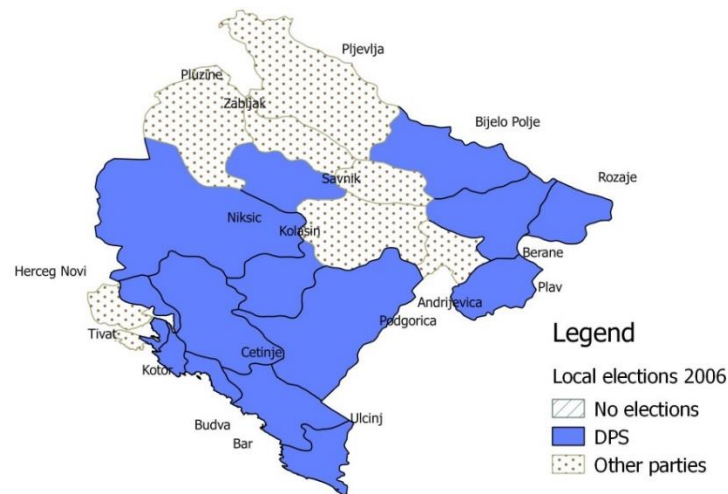 Pljevlja
Pluzine
Zabljak
Bijelo Polje
Savnik
Rozaje
Niksic
Kolasin
Berane
Herceg Novi
Plav
Andrijevica
Podgorica
Tivat
Cetinje
Kotor
Ulcinj
Budva
Bar
Legend
Local elections 2006
No elections
DPS
Other parties